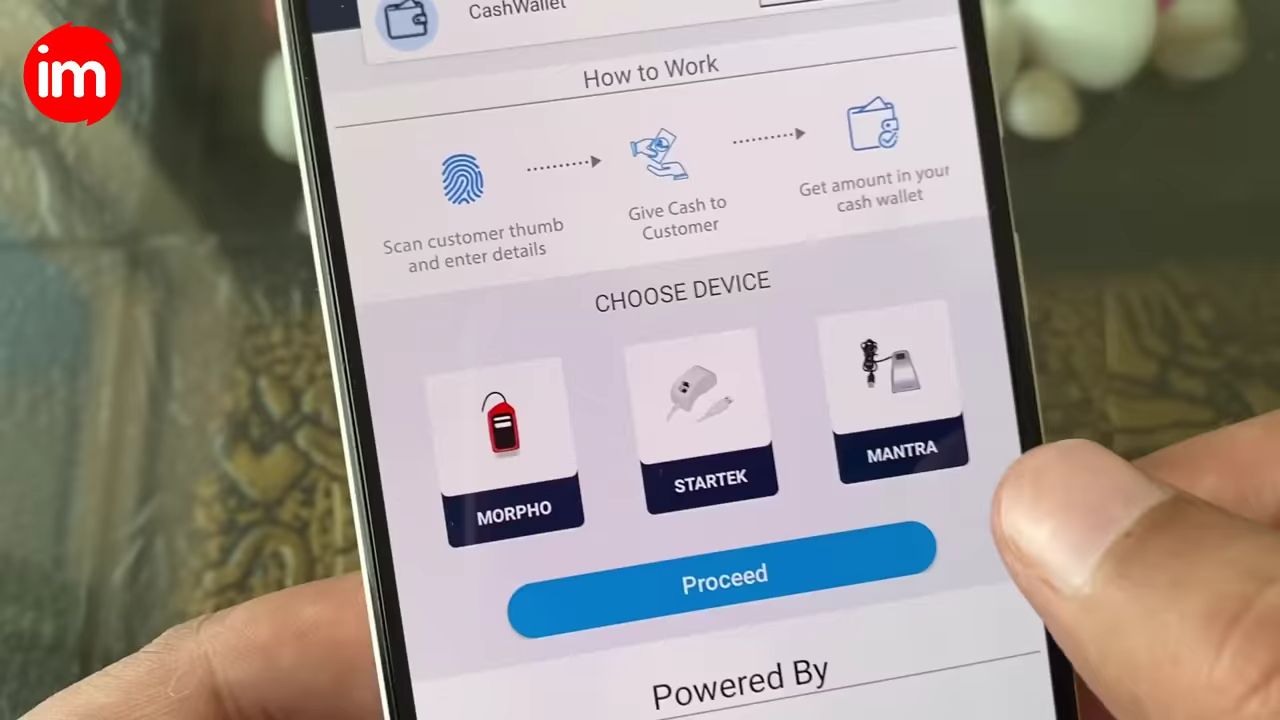 im
CashWallet
How to Work
Scan customer thumb
and enter details
Give Cash to
Customer
Get amount in your
cash wallet
CHOOSE DEVICE
MORPHO
STARTEK
MANTRA
Proceed
Powered By